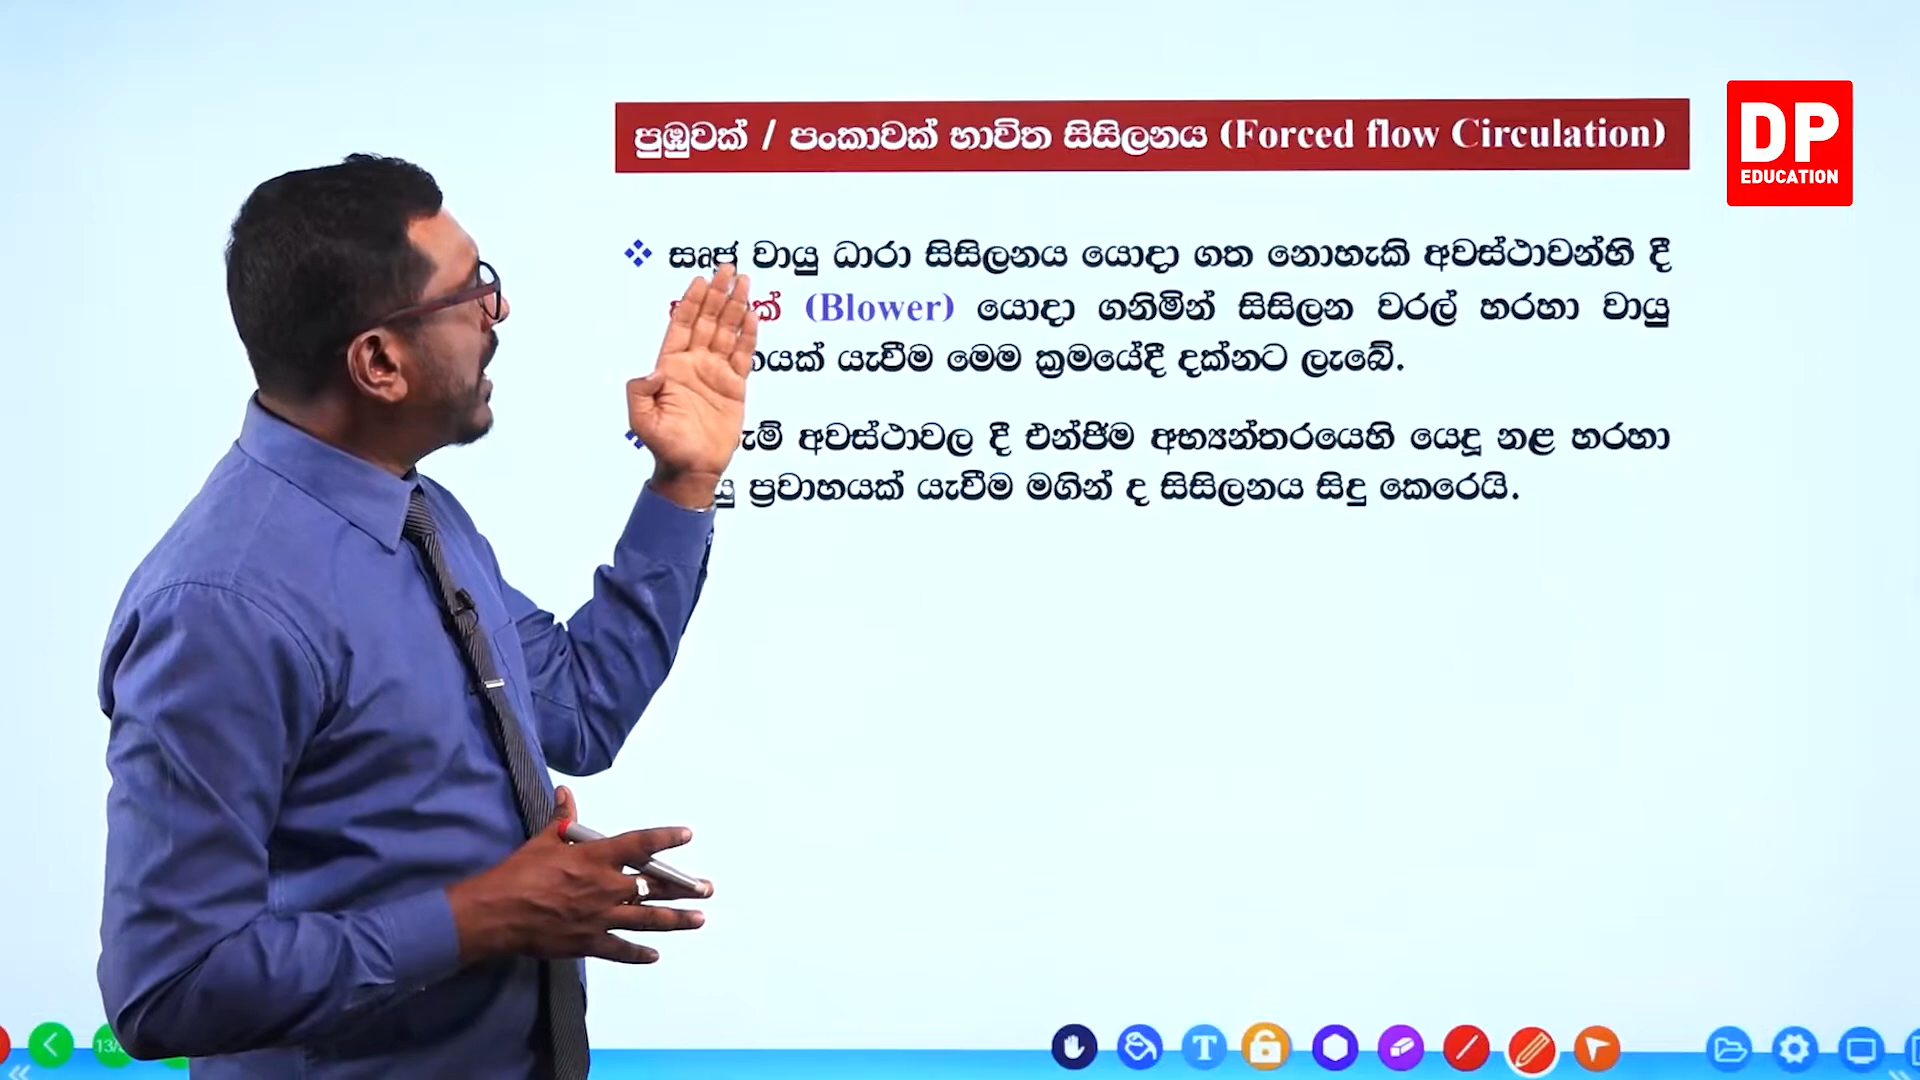 පුඹුවක් / පංකාවක් භාවිත සිසිලනය (Forced flow Circulation)
DP
EDUCATION
සෘජු වායු ධාරා සිසිලනය යොදා ගත නොහැකි අවස්ථාවන්හි දී
(Blower) යොදා ගනිමින් සිසිලන වරල් හරහා වායු
යැවීම මෙම ක්‍රමයේදී දක්නට ලැබේ.
අවස්ථාවල දී එන්ජිම අභ්‍යන්තරයෙහි යෙදූ නළ හරහා
ප්‍රවාහයක් යැවීම මගින් ද සිසිලනය සිදු කෙරෙයි.
T